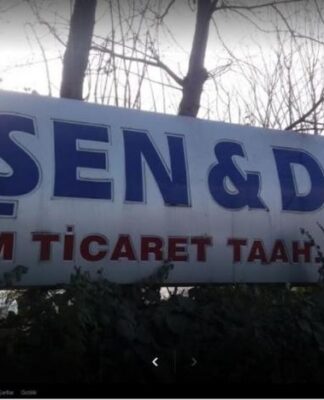 ŞEN & D
M TİCARET TAAH